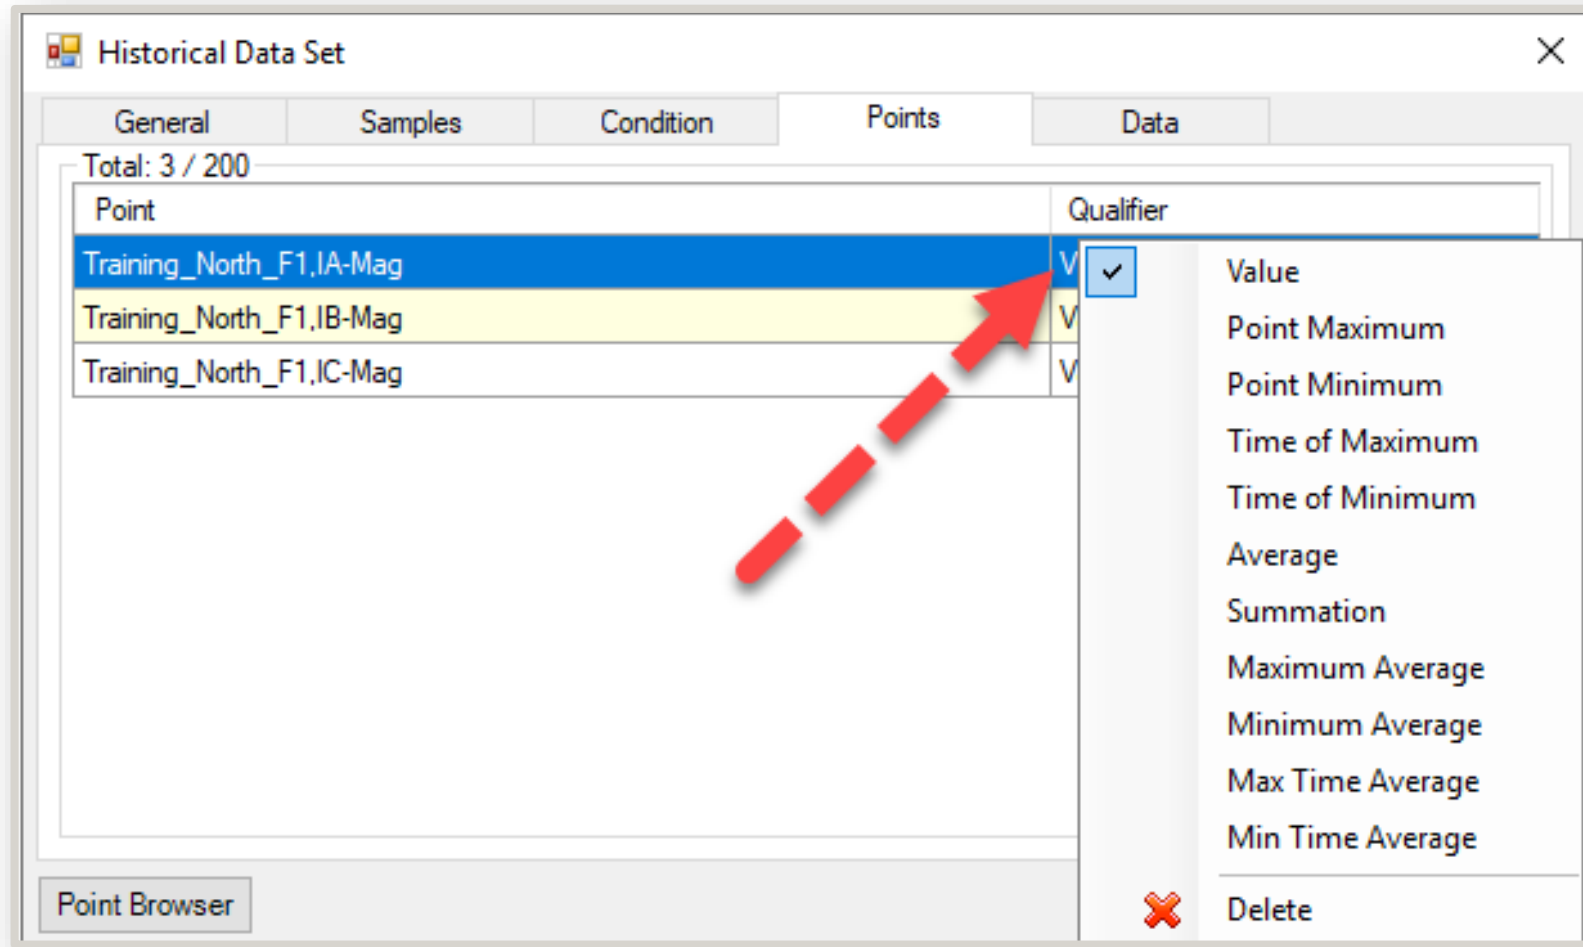 Historical Data Set
General Samples Condition Points Data
Total: 3 / 200
Point Qualifier
Training_North_F1,IA-Mag V
Training_North_F1,IB-Mag V
Training_North_F1,IC-Mag V
Value
Point Maximum
Point Minimum
Time of Maximum
Time of Minimum
Average
Summation
Maximum Average
Minimum Average
Max Time Average
Min Time Average
Delete
Point Browser